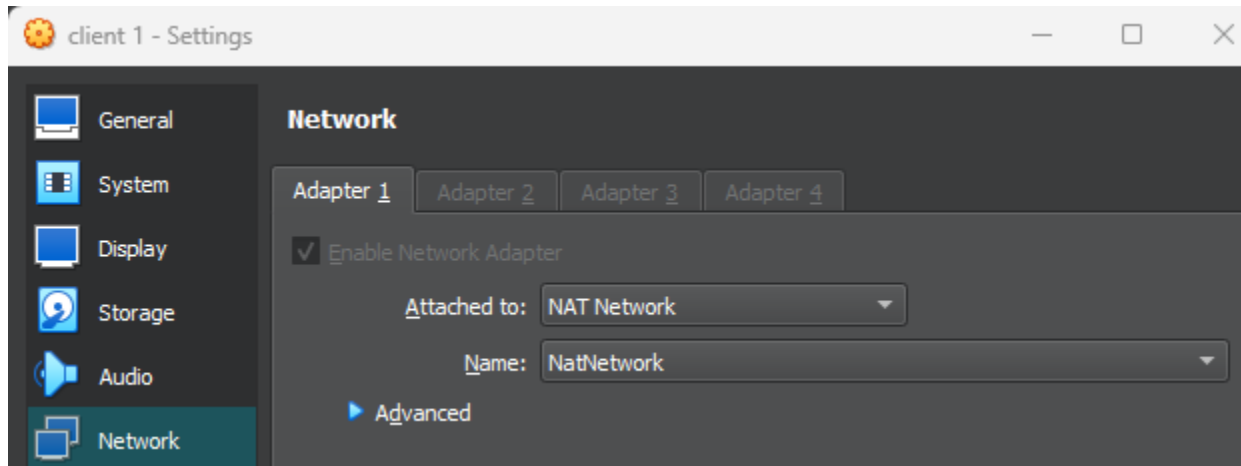 client 1 - Settings
General
System
Display
Storage
Audio
Network
Network
Adapter 1 Adapter 2 Adapter 3 Adapter 4
Enable Network Adapter
Attached to: NAT Network
Name: NatNetwork
Advanced